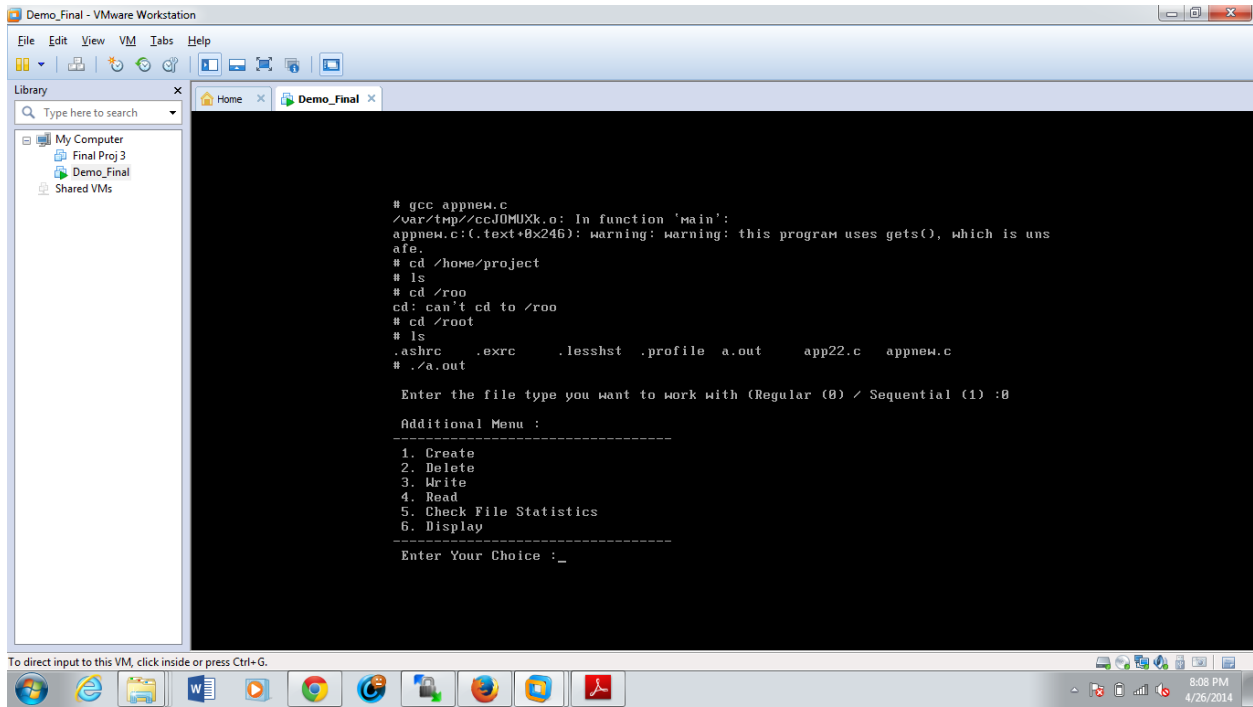 Demo_Final - VMware Workstation
File Edit View VM Tabs Help
Library
Type here to search
My Computer
Final Proj 3
Demo_Final
Shared VMs
Home
Demo_Final
# gcc appnew.c
/var/tmp//ccJOMUXk.o: In function `main':
appnew.c:(.text+0x246): warning: warning: this program uses gets(), which is uns
afe.
# cd /home/project
# ls
# cd /roo
cd: can't cd to /roo
# cd /root
# ls
.ashrc .exrc .lesshst .profile a.out app22.c appnew.c
# ./a.out
Enter the file type you want to work with (Regular (0) / Sequential (1) :0
Additional Menu :
-----------------------------------
1. Create
2. Delete
3. Write
4. Read
5. Check File Statistics
6. Display
-----------------------------------
Enter Your Choice :_
To direct input to this VM, click inside or press Ctrl+G.
8:08 PM
4/26/2014